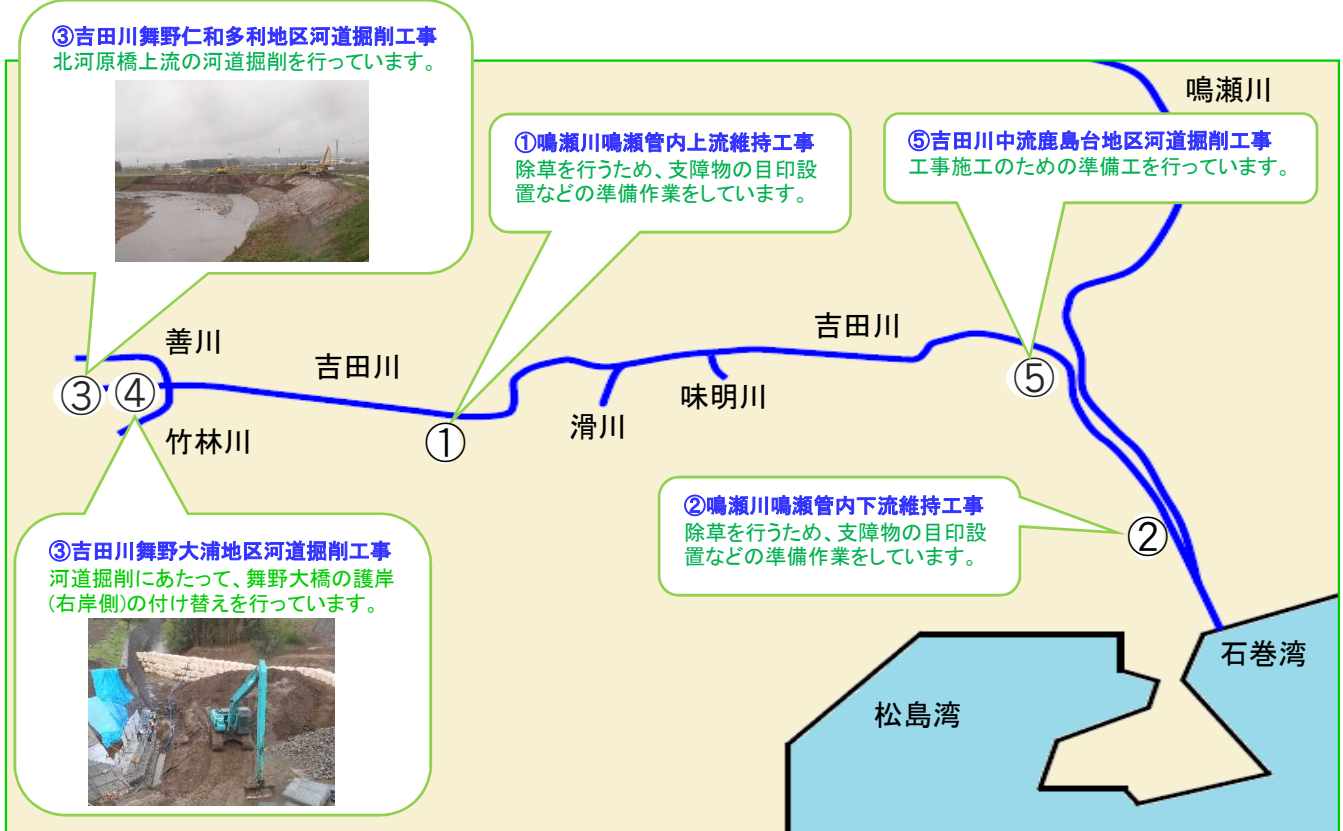 ③吉田川舞野仁和多利地区河道掘削工事
北河原橋上流の河道掘削を行っています。
①鳴瀬川鳴瀬管内上流維持工事
除草を行うため、支障物の目印設
置などの準備作業をしています。
⑤吉田川中流鹿島台地区河道掘削工事
工事施工のための準備工を行っています。
鳴瀬川
善川
吉田川
吉田川
③
④
①
⑤
竹林川
滑川
味明川
②鳴瀬川鳴瀬管内下流維持工事
除草を行うため、支障物の目印設
置などの準備作業をしています。
②
③吉田川舞野大浦地区河道掘削工事
河道掘削にあたって、舞野大橋の護岸
(右岸側)の付け替えを行っています。
松島湾
石巻湾